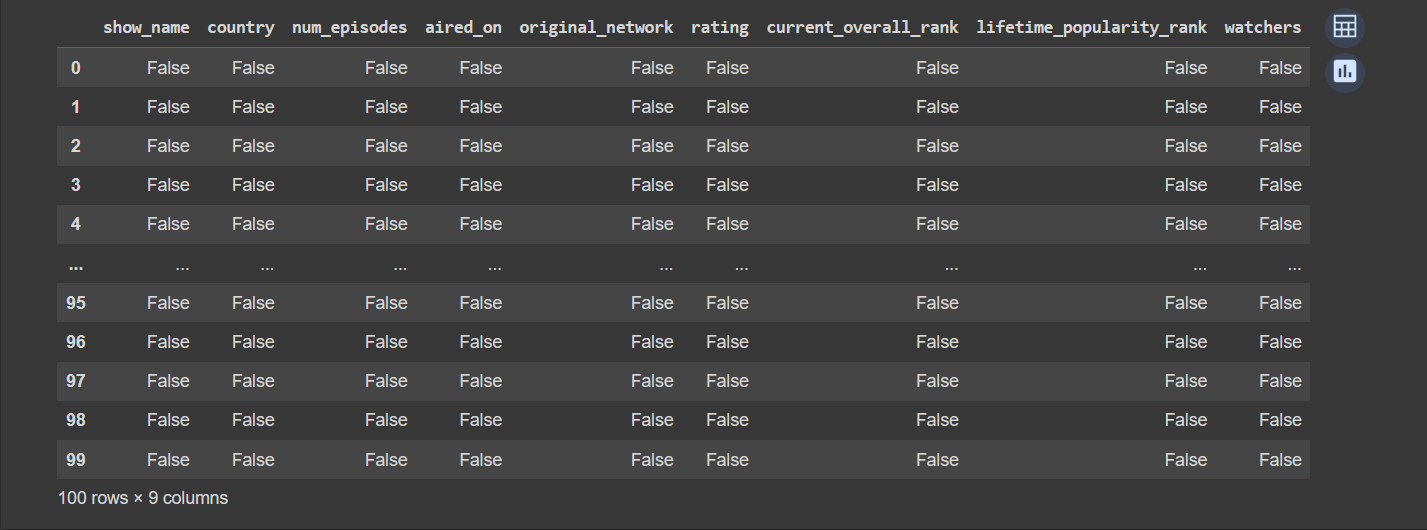 show_name country num_episodes aired_on original_network rating current_overall_rank lifetime_popularity_rank watchers
0 False False False False False False False False False
1 False False False False False False False False False
2 False False False False False False False False False
3 False False False False False False False False False
4 False False False False False False False False False
... ... ... ... ... ... ... ... ... ...
95 False False False False False False False False False
96 False False False False False False False False False
97 False False False False False False False False False
98 False False False False False False False False False
99 False False False False False False False False False
100 rows × 9 columns